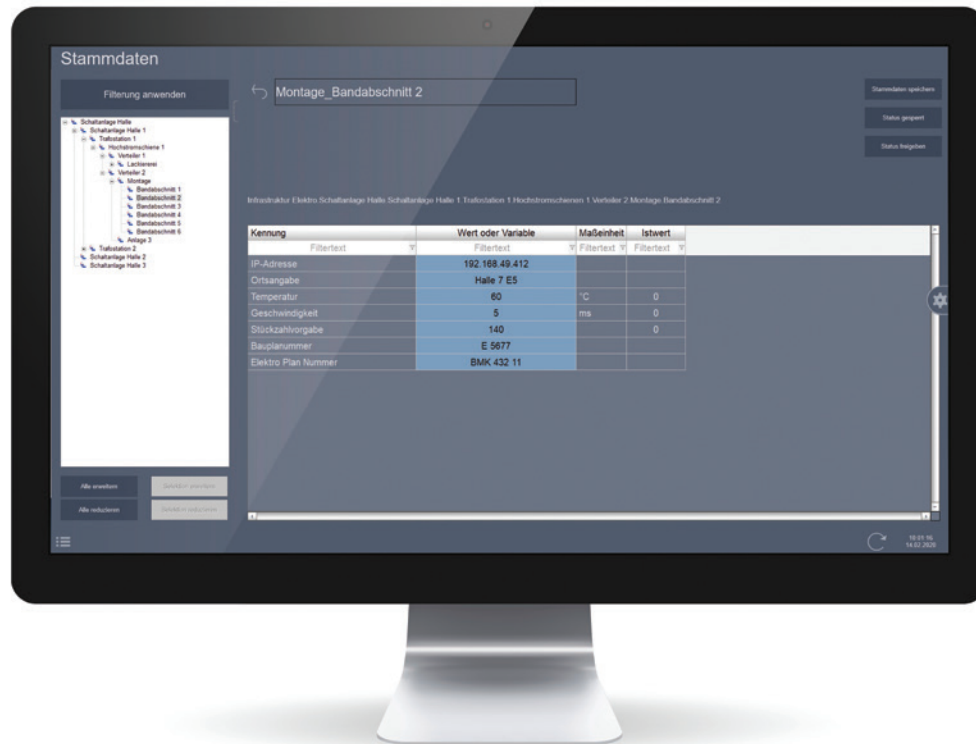 Stammdaten
Filterung anwenden
Montage_Bandabschnitt 2
Stammdaten speichern
Status gesperrt
Status freigeben
Schaltanlage Halle
Schaltanlage Halle 1
Trafostation 1
Hochstromschiene 1
Verteiler 1
Lackiererei
Verteiler 2
Montage
Bandabschnitt 1
Bandabschnitt 2
Bandabschnitt 3
Bandabschnitt 4
Bandabschnitt 5
Bandabschnitt 6
Anlage 3
Trafostation 2
Schaltanlage Halle 2
Schaltanlage Halle 3
Infrastruktur Elektro.Schaltanlage Halle.Schaltanlage Halle 1.Trafostation 1.Hochstromschienen 1.Verteiler 2.Montage.Bandabschnitt 2
Kennung Wert oder Variable Maßeinheit Istwert
Filtertext Filtertext Filtertext Filtertext
IP-Adresse 192.168.49.412
Ortsangabe Halle 7 E5
Temperatur 60 °C 0
Geschwindigkeit 5 ms 0
Stückzahlvorgabe 140 0
Bauplanummer E 5677
Elektro Plan Nummer BMK 432 11
Alle erweitern
Alle reduzieren
14.02.2020